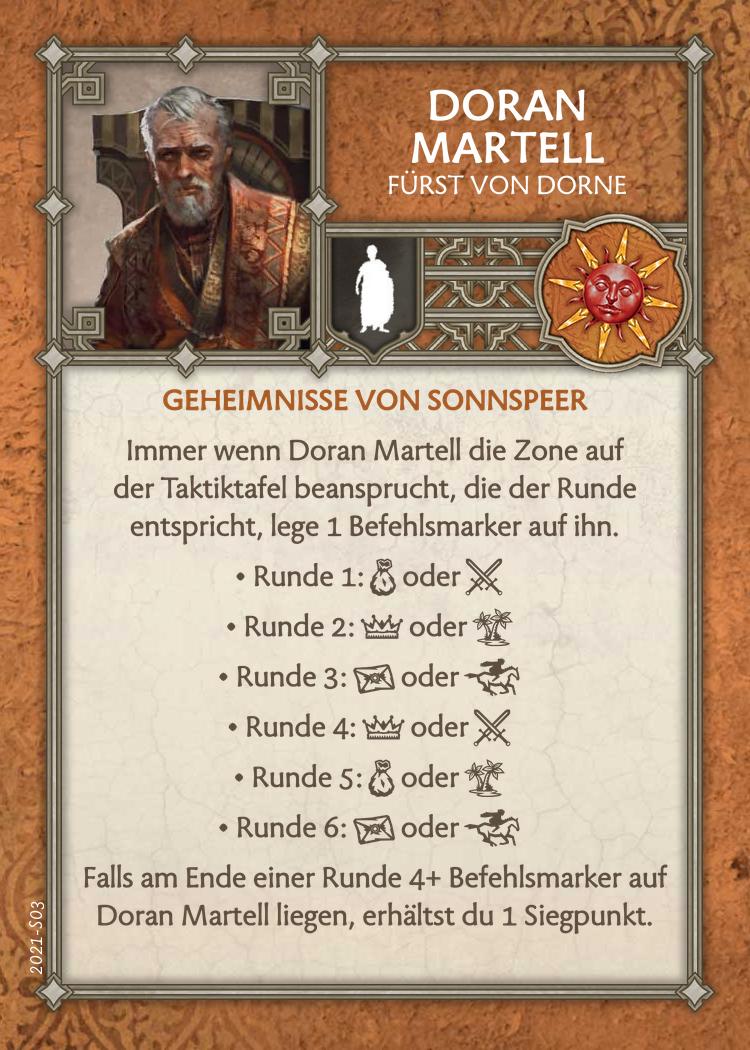 DORAN
MARTELL
FÜRST VON DORNE
GEHEIMNISSE VON SONNSPEER
Immer wenn Doran Martell die Zone auf
der Taktiktafel beansprucht, die der Runde
entspricht, lege 1 Befehlsmarker auf ihn.
• Runde 1: oder
• Runde 2: oder
• Runde 3: oder
• Runde 4: oder
• Runde 5: oder
• Runde 6: oder
Falls am Ende einer Runde 4+ Befehlsmarker auf
Doran Martell liegen, erhältst du 1 Siegpunkt.
2021-S03